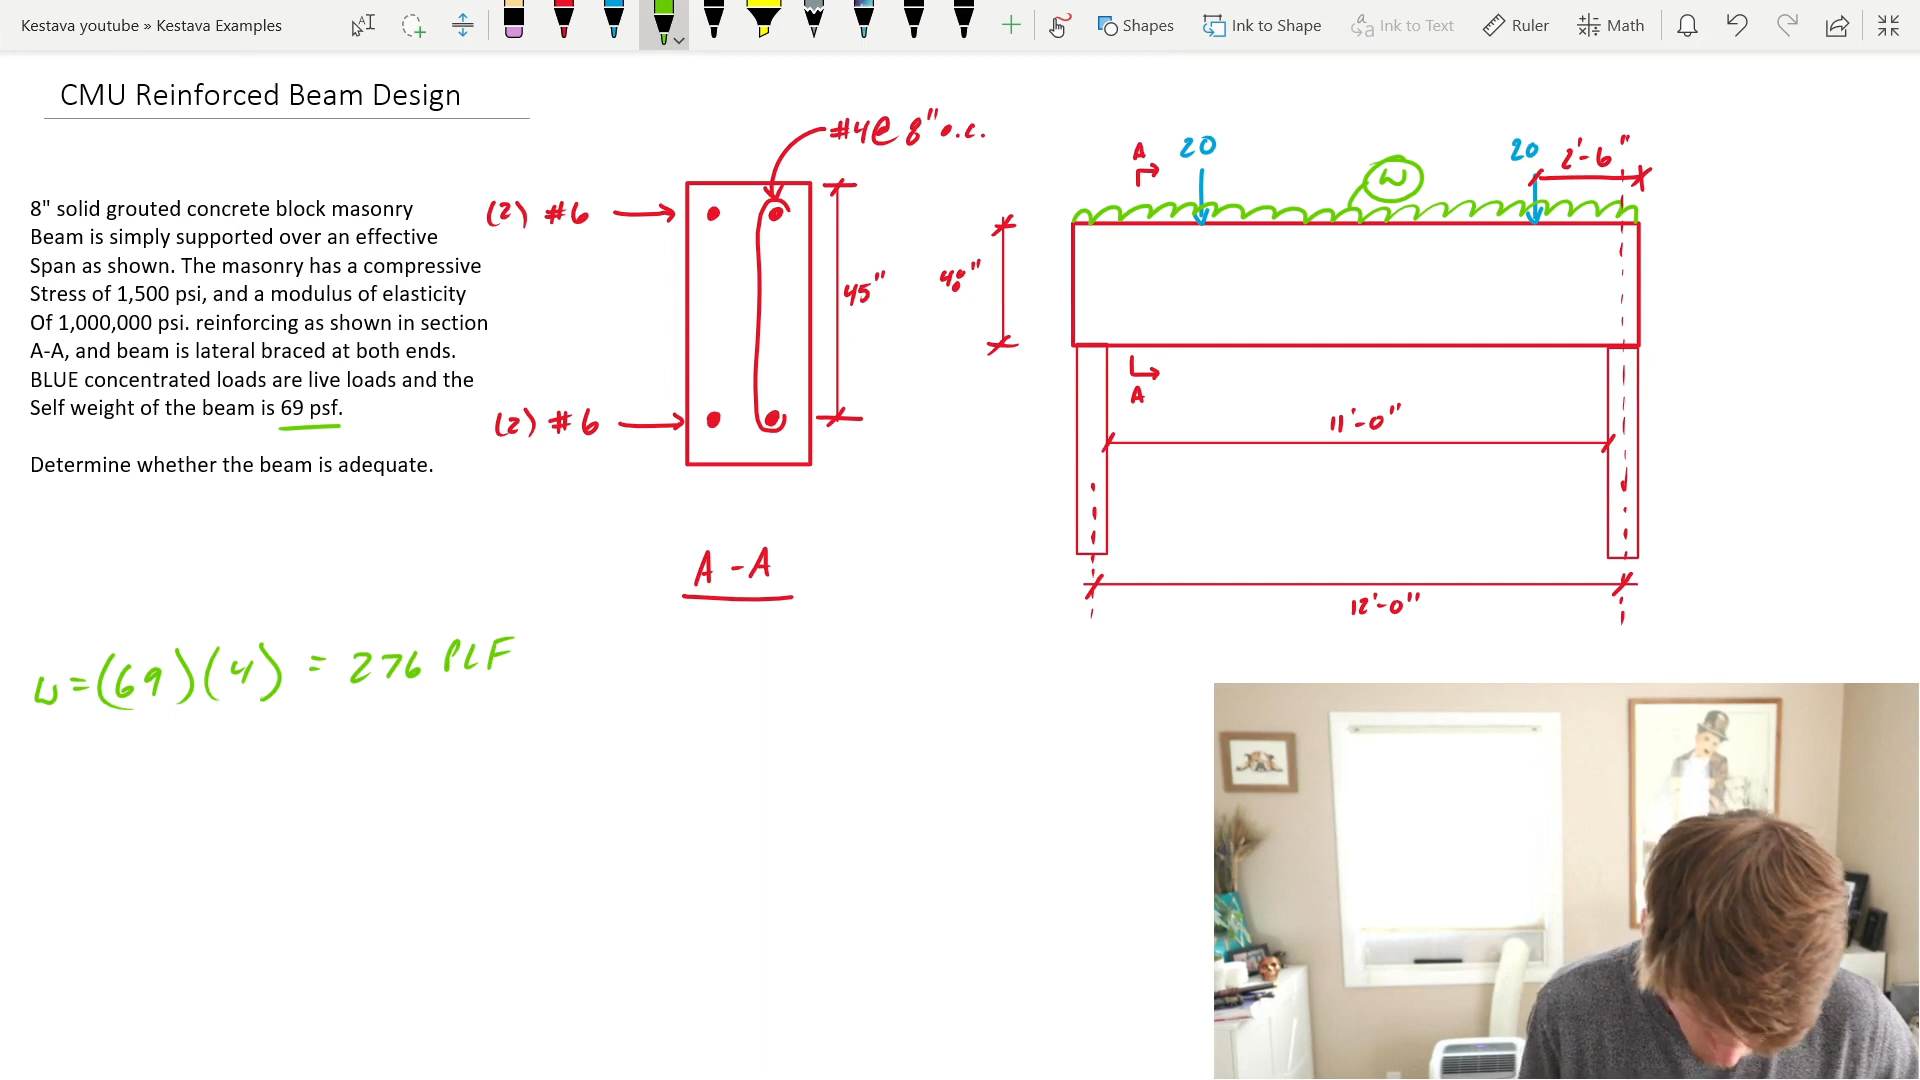 Kestava youtube » Kestava Examples
Shapes
Ink to Shape
Ink to Text
Ruler
Math
CMU Reinforced Beam Design
8" solid grouted concrete block masonry
Beam is simply supported over an effective
Span as shown. The masonry has a compressive
Stress of 1,500 psi, and a modulus of elasticity
Of 1,000,000 psi. reinforcing as shown in section
A-A, and beam is lateral braced at both ends.
BLUE concentrated loads are live loads and the
Self weight of the beam is 69 psf.
Determine whether the beam is adequate.
#4@ 8" o.c.
(2) #6
45"
(2) #6
A-A
A
20
W
20
2'-6"
A
11'-0"
12'-0"
W=(69)(4) = 276 PLF